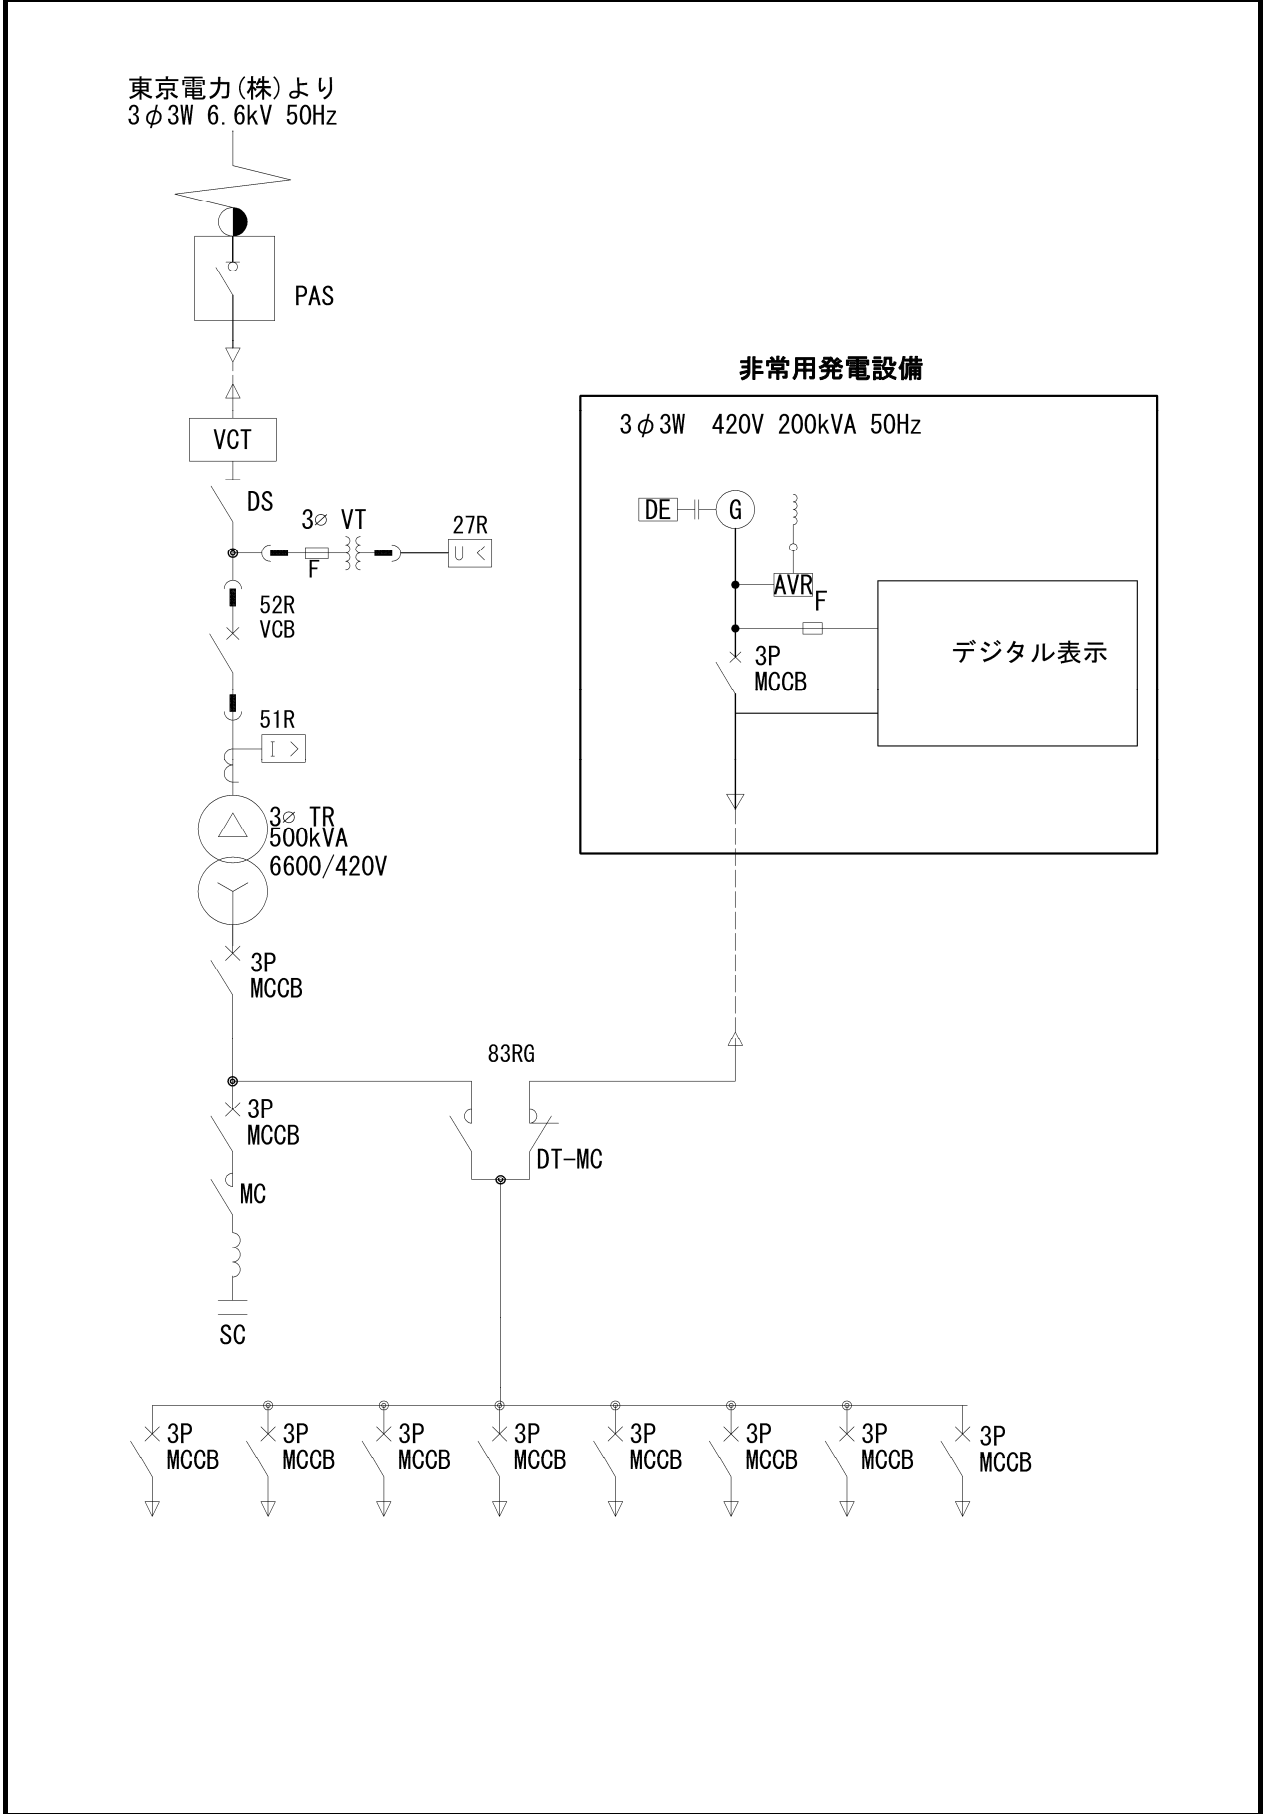 東京電力(株)より
3φ3W 6.6kV 50Hz
PAS
VCT
DS
3⌀ VT
F
27R
U <
52R
VCB
51R
I >
3⌀ TR
500kVA
6600/420V
3P
MCCB
非常用発電設備
3φ3W 420V 200kVA 50Hz
DE
G
AVR
F
デジタル表示
3P
MCCB
83RG
DT-MC
3P
MCCB
MC
SC
3P
MCCB
3P
MCCB
3P
MCCB
3P
MCCB
3P
MCCB
3P
MCCB
3P
MCCB
3P
MCCB